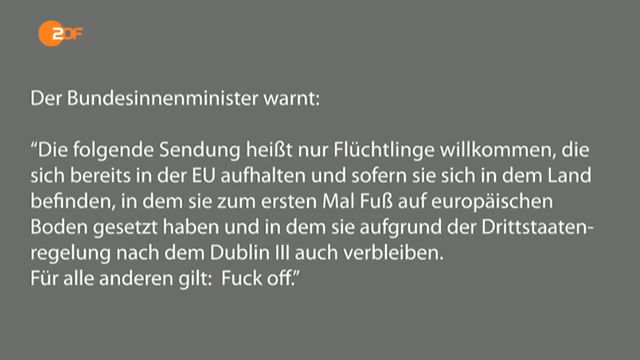 ZDF
Der Bundesinnenminister warnt:
“Die folgende Sendung heißt nur Flüchtlinge willkommen, die
sich bereits in der EU aufhalten und sofern sie sich in dem Land
befinden, in dem sie zum ersten Mal Fuß auf europäischen
Boden gesetzt haben und in dem sie aufgrund der Drittstaaten-
regelung nach dem Dublin III auch verbleiben.
Für alle anderen gilt:  Fuck off.”